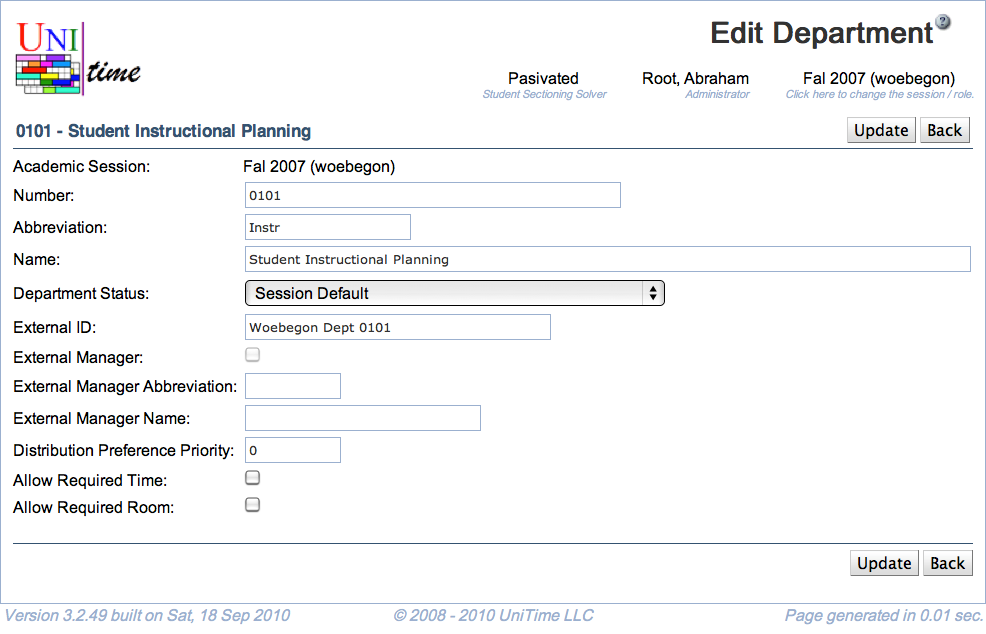 UNI
time
Edit Department
?
Pasivated
Student Sectioning Solver
Root, Abraham
Administrator
Fal 2007 (woebegon)
Click here to change the session / role.
0101 - Student Instructional Planning
Update Back
Academic Session: Fal 2007 (woebegon)
Number: 0101
Abbreviation: Instr
Name: Student Instructional Planning
Department Status: Session Default
External ID: Woebegon Dept 0101
External Manager:
External Manager Abbreviation:
External Manager Name:
Distribution Preference Priority: 0
Allow Required Time:
Allow Required Room:
Update Back
Version 3.2.49 built on Sat, 18 Sep 2010 © 2008 - 2010 UniTime LLC Page generated in 0.01 sec.